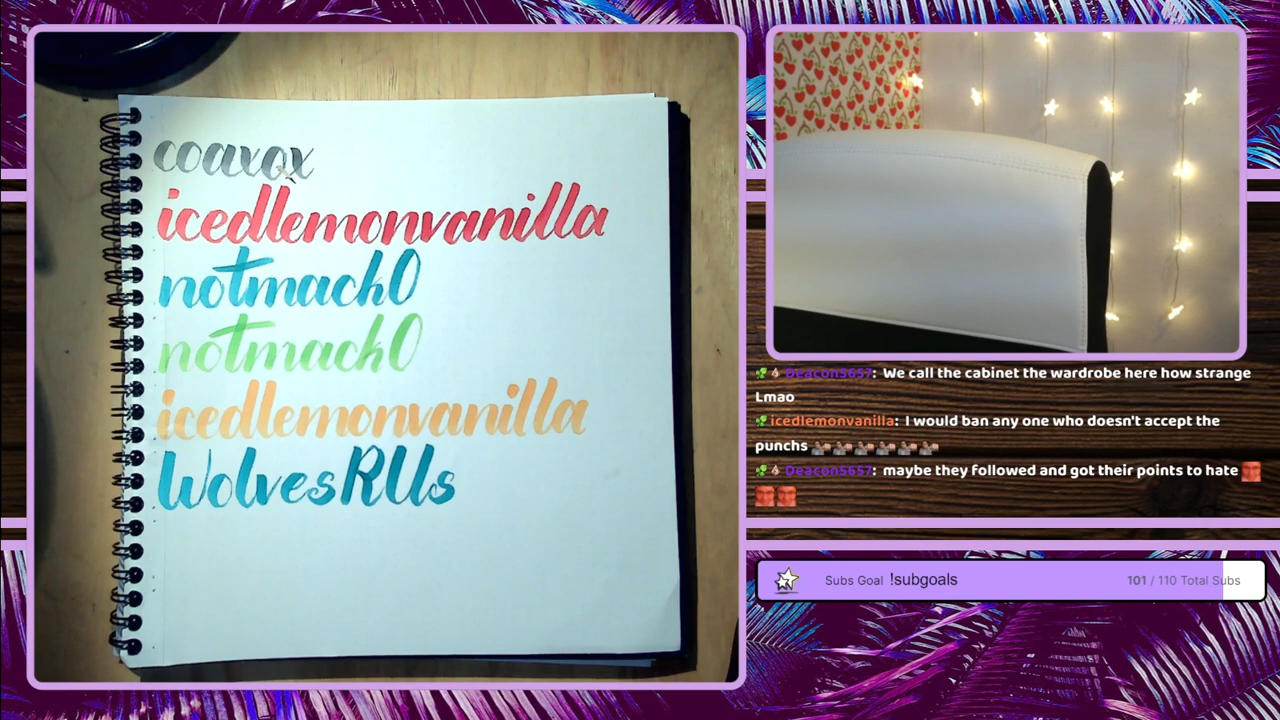 coaxox
icedlemonvanilla
notmack0
notmack0
icedlemonvanilla
WolvesRUs
Deacon5657: We call the cabinet the wardrobe here how strange
Lmao
icedlemonvanilla: I would ban any one who doesn't accept the
punchs
Deacon5657: maybe they followed and got their points to hate
Subs Goal !subgoals 101 / 110 Total Subs